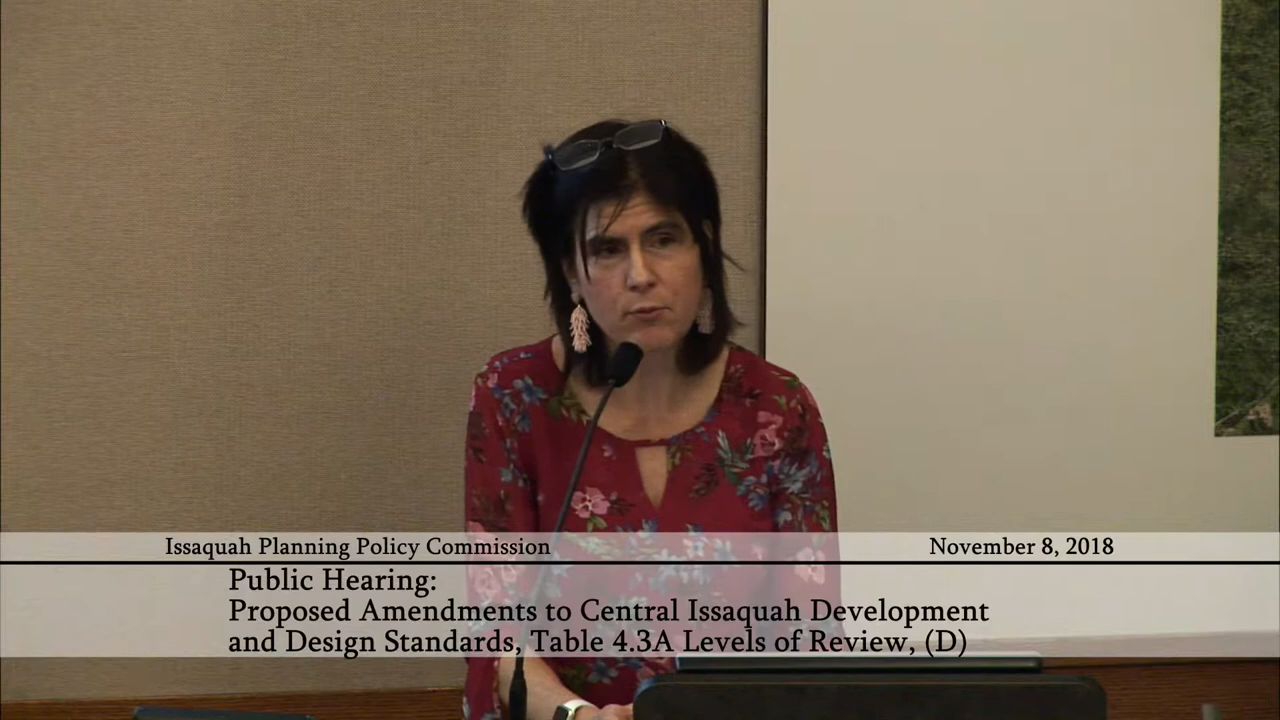 Issaquah Planning Policy Commission
November 8, 2018
Public Hearing:
Proposed Amendments to Central Issaquah Development
and Design Standards, Table 4.3A Levels of Review, (D)